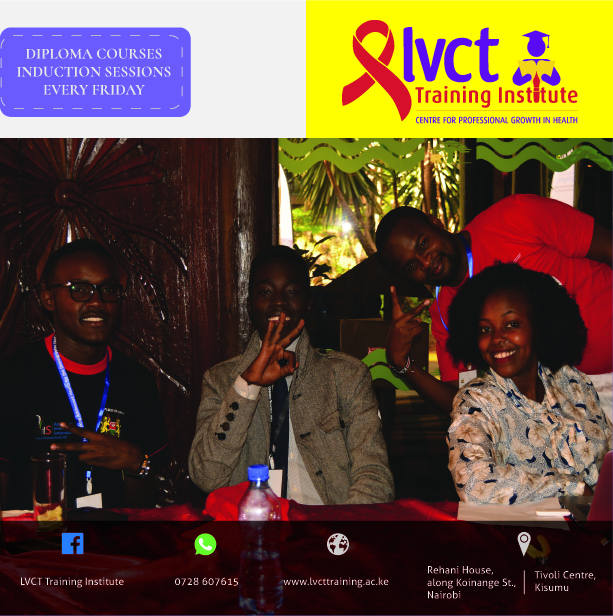 DIPLOMA COURSES
INDUCTION SESSIONS
EVERY FRIDAY
lvct
Training Institute
CENTRE FOR PROFESSIONAL GROWTH IN HEALTH
LVCT Training Institute
0728 607615
www.lvcttraining.ac.ke
Rehani House,
along Koinange St.,
Nairobi
Tivoli Centre,
Kisumu